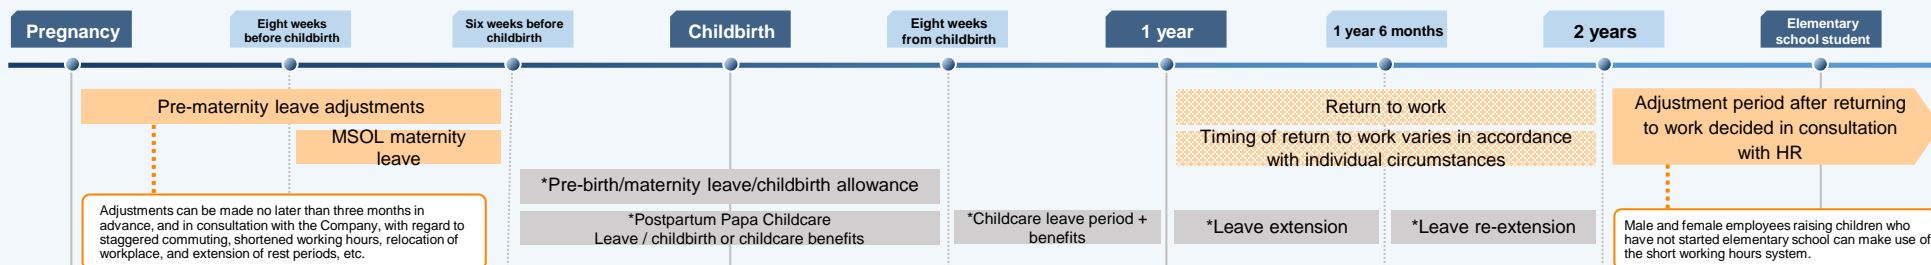 Pregnancy
Eight weeks
before childbirth
Six weeks before
childbirth
Childbirth
Eight weeks
from childbirth
1 year
1 year 6 months
2 years
Elementary
school student
Pre-maternity leave adjustments
MSOL maternity
leave
Return to work
Timing of return to work varies in accordance
with individual circumstances
Adjustment period after returning
to work decided in consultation
with HR
*Pre-birth/maternity leave/childbirth allowance
*Postpartum Papa Childcare
Leave / childbirth or childcare benefits
*Childcare leave period +
benefits
*Leave extension
*Leave re-extension
Adjustments can be made no later than three months in
advance, and in consultation with the Company, with regard to
staggered commuting, shortened working hours, relocation of
workplace, and extension of rest periods, etc.
Male and female employees raising children who
have not started elementary school can make use of
the short working hours system.